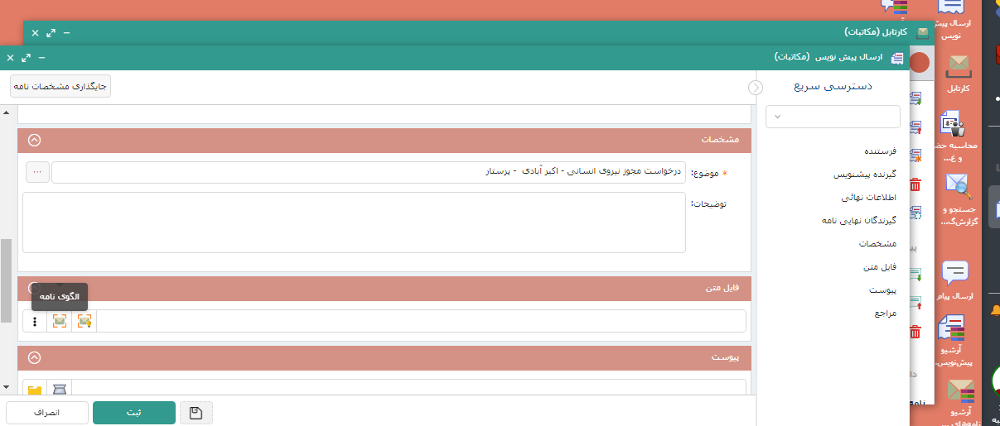 ارسال پیش
نویس
کارتابل (مکاتبات)
ارسال پیش نویس (مکاتبات)
جایگذاری مشخصات نامه
دسترسی سریع
فرستنده
گیرنده پیشنویس
اطلاعات نهائی
گیرندگان نهایی نامه
مشخصات
فایل متن
پیوست
مراجع
مشخصات
* موضوع:
درخواست مجوز نیروی انسانی - اکبر آبادی - پرستار
...
توضیحات:
فایل متن
الگوی نامه
پیوست
ثبت
انصراف
کارتابل
محاسبه حض
و غ...
جستجو و
گزارش‌گ...
ارسال پیام
آرشیو
پیش‌نویس.
آرشیو
نامه‌های ...